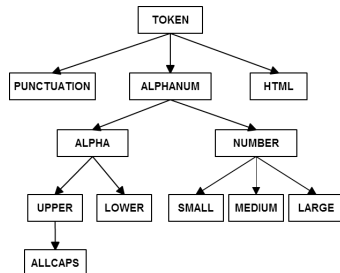 TOKEN
PUNCTUATION ALPHANUM HTML
ALPHA NUMBER
UPPER LOWER SMALL MEDIUM LARGE
ALLCAPS